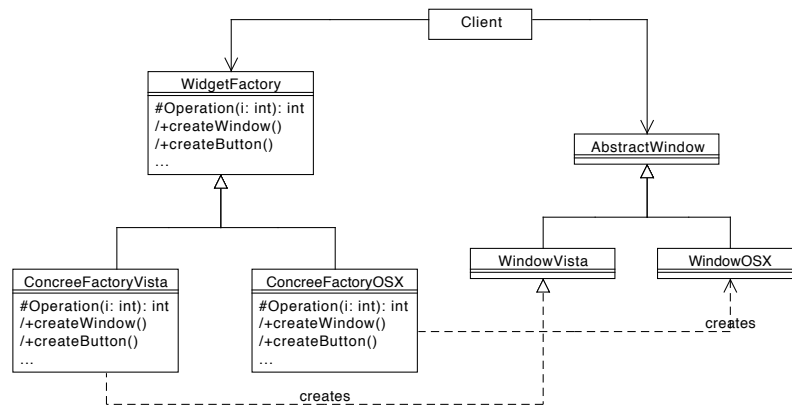 Client
WidgetFactory
#Operation(i: int): int
/+createWindow()
/+createButton()
...
AbstractWindow
ConcreeFactoryVista
#Operation(i: int): int
/+createWindow()
/+createButton()
...
ConcreeFactoryOSX
#Operation(i: int): int
/+createWindow()
/+createButton()
...
WindowVista
WindowOSX
creates
creates